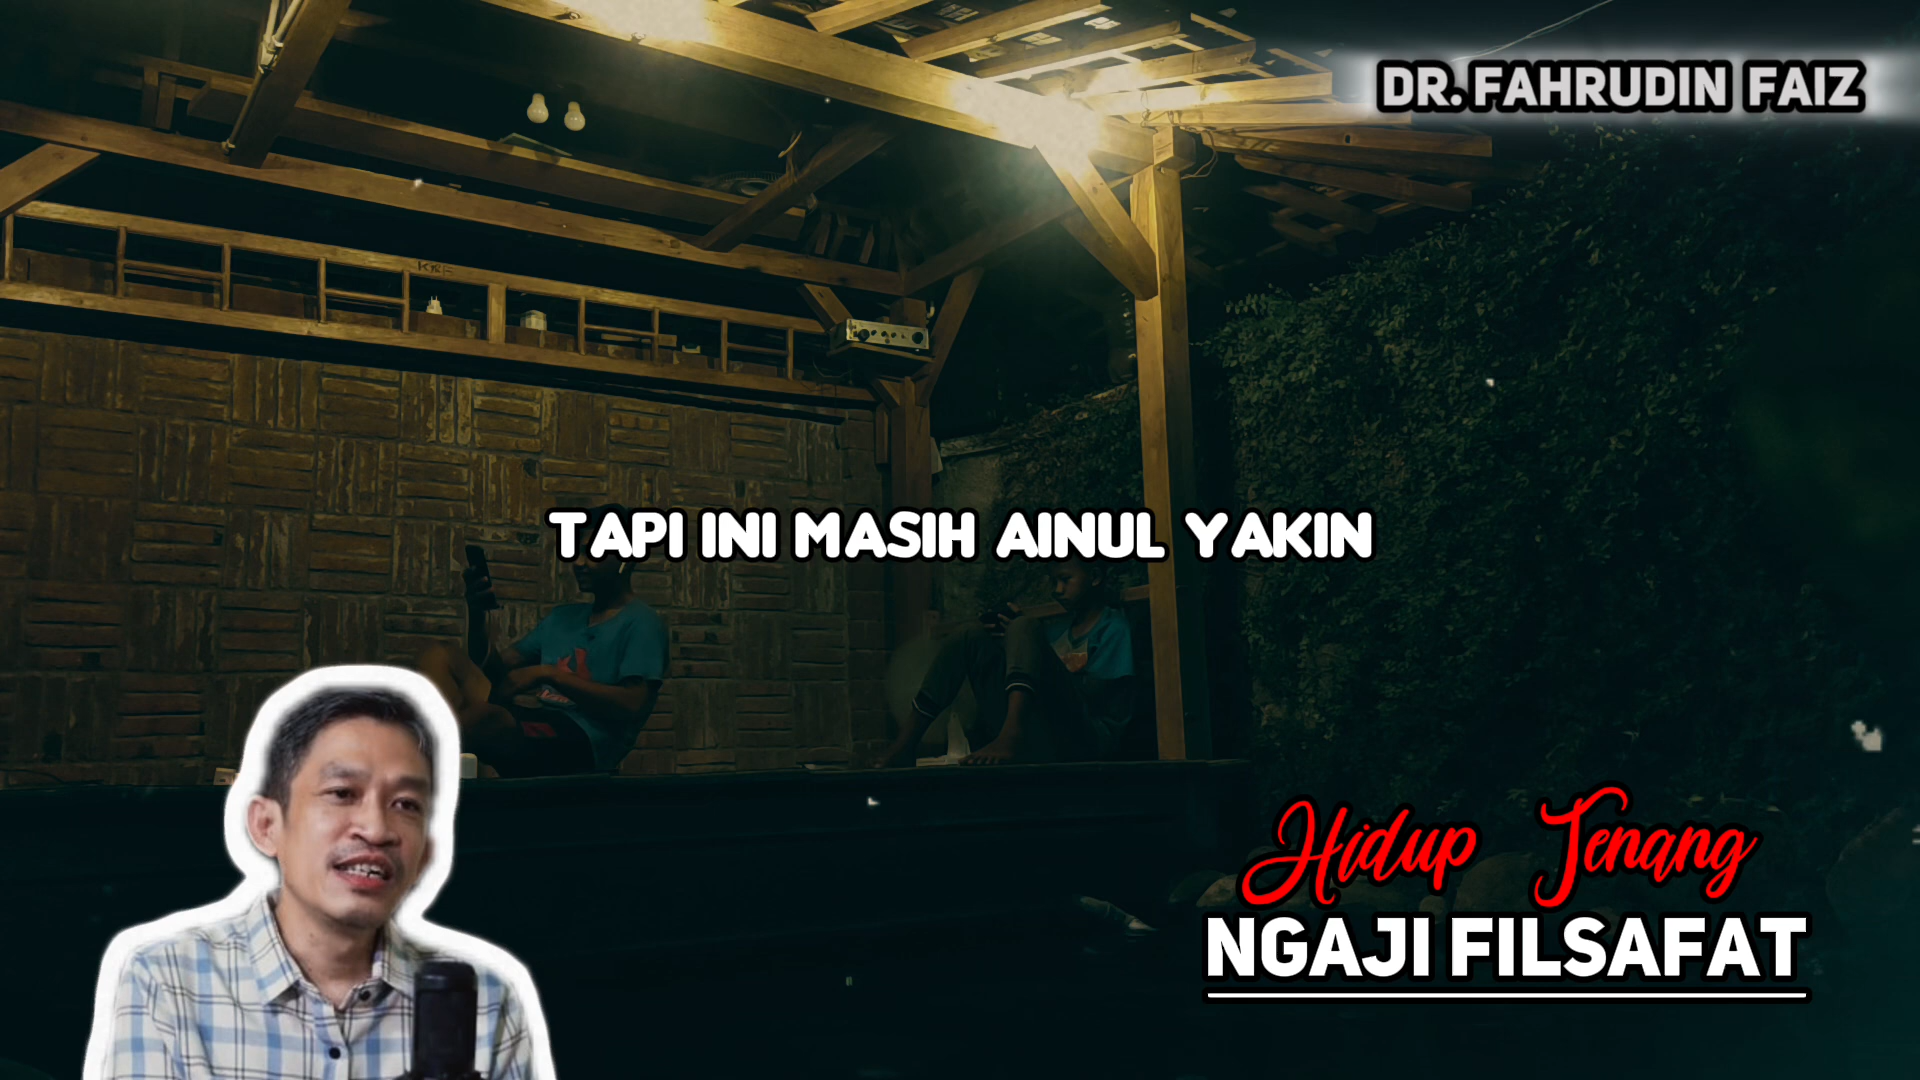 DR. FAHRUDIN FAIZ
TAPI INI MASIH AINUL YAKIN
Hidup Tenang
NGAJI FILSAFAT